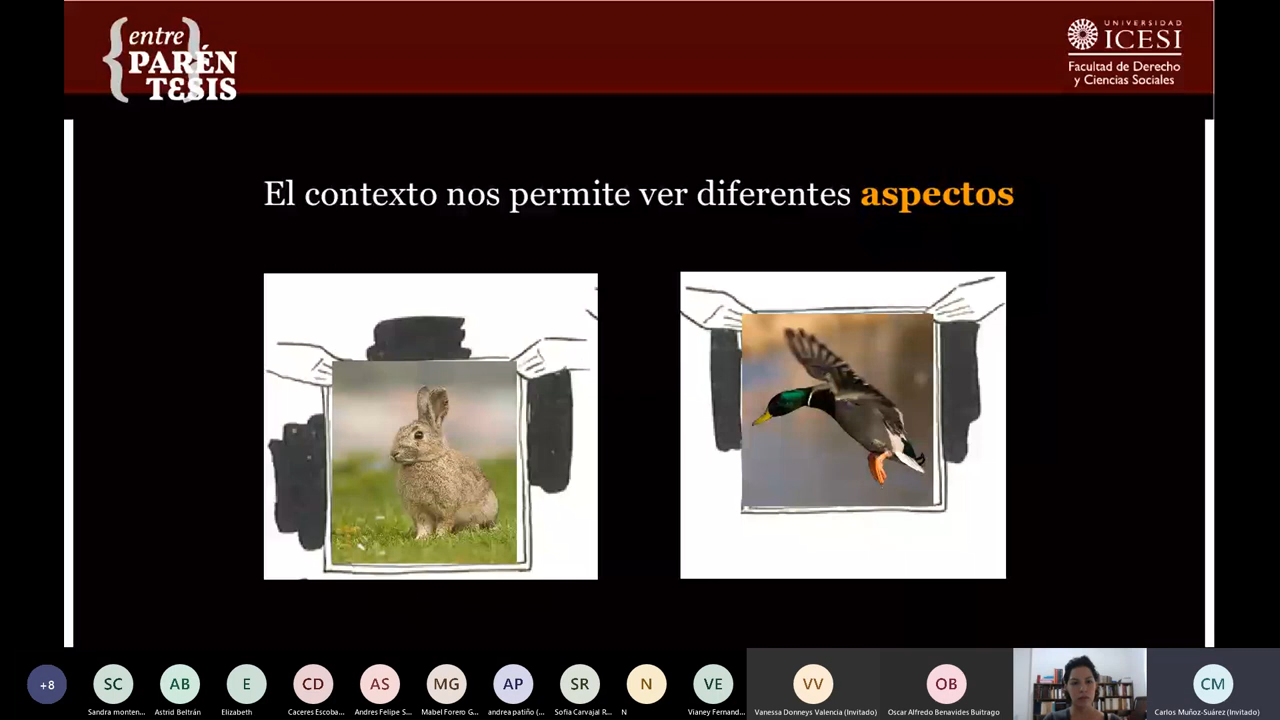 entre
PARÉN
TESIS
UNIVERSIDAD
ICESI
Facultad de Derecho
y Ciencias Sociales
El contexto nos permite ver diferentes aspectos
+8
SC
AB
E
CD
AS
MG
AP
SR
N
VE
VV
OB
CM
Sandra monten...
Astrid Beltrán
Elizabeth
Caceres Escoba...
Andres Felipe S...
Mabel Forero G...
andrea patiño (...
Sofia Carvajal R...
N
Vianey Fernand...
Vanessa Donneys Valencia (Invitado)
Oscar Alfredo Benavides Buitrago
Carlos Muñoz-Suárez (Invitado)